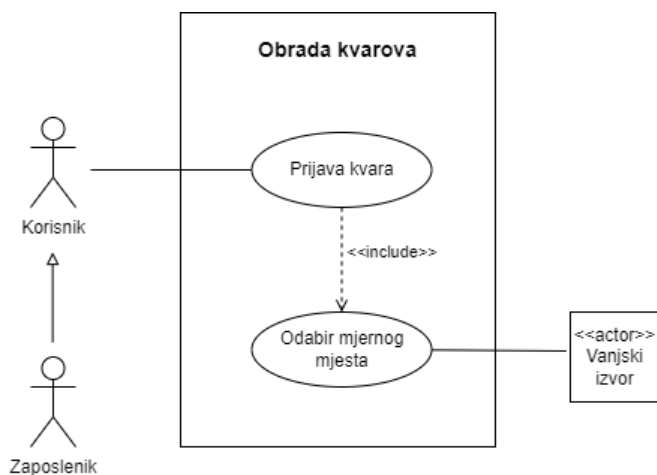 Obrada kvarova
Prijava kvara
Korisnik
<<include>>
Odabir mjernog
mjesta
<<actor>>
Vanjski
izvor
Zaposlenik